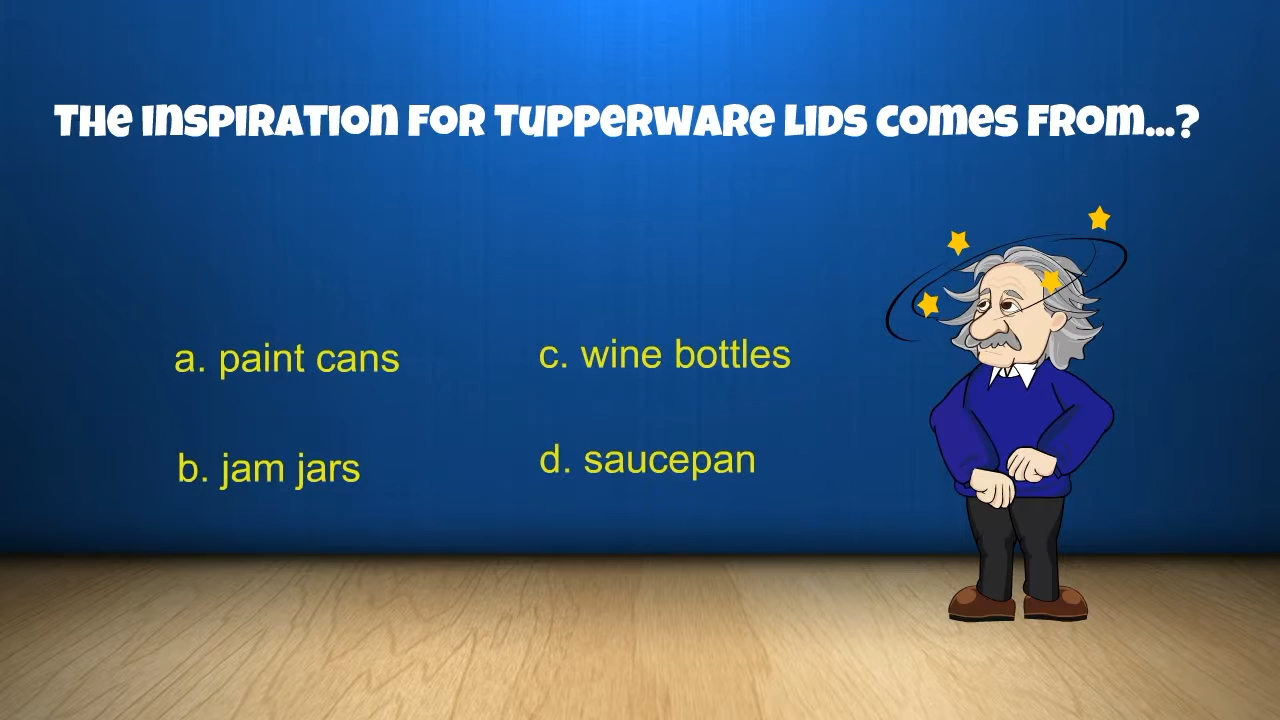 The inspiration for Tupperware lids comes from...?
a. paint cans
b. jam jars
c. wine bottles
d. saucepan